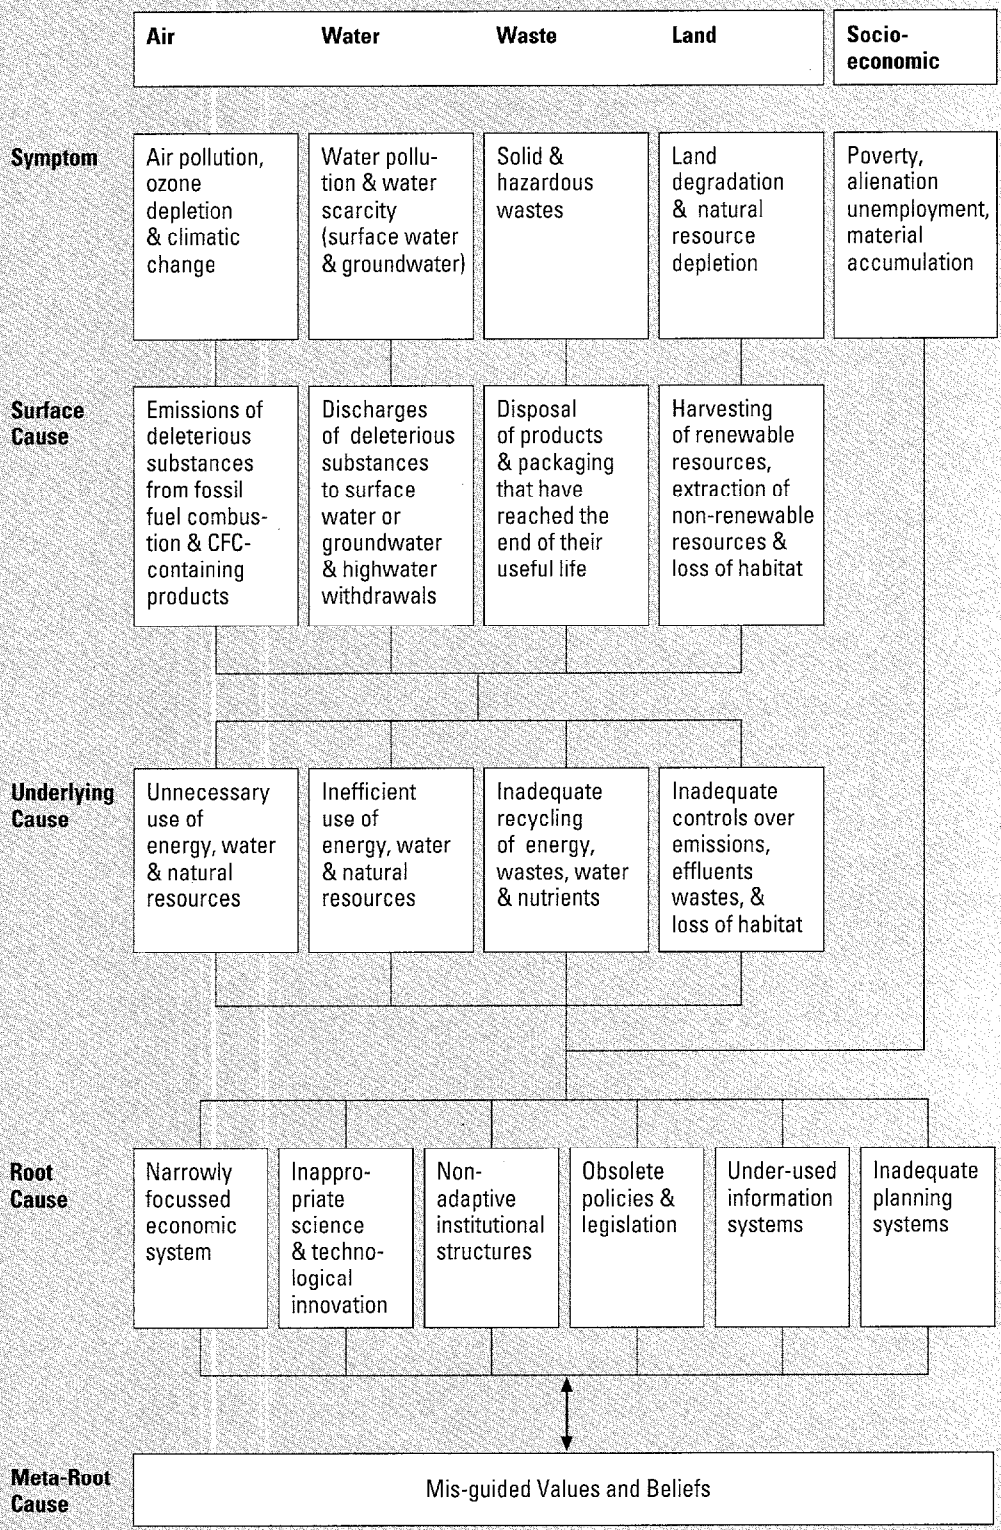 Air
Water
Waste
Land
Socio-
economic
Symptom
Air pollution,
ozone
depletion
& climatic
change
Water pollu-
tion & water
scarcity
(surface water
& groundwater)
Solid &
hazardous
wastes
Land
degradation
& natural
resource
depletion
Poverty,
alienation
unemployment,
material
accumulation
Surface
Cause
Emissions of
deleterious
substances
from fossil
fuel combus-
tion & CFC-
containing
products
Discharges
of deleterious
substances
to surface
water or
groundwater
& highwater
withdrawals
Disposal
of products
& packaging
that have
reached the
end of their
useful life
Harvesting
of renewable
resources,
extraction of
non-renewable
resources &
loss of habitat
Underlying
Cause
Unnecessary
use of
energy, water
& natural
resources
Inefficient
use of
energy, water
& natural
resources
Inadequate
recycling
of energy,
wastes, water
& nutrients
Inadequate
controls over
emissions,
effluents
wastes, &
loss of habitat
Root
Cause
Narrowly
focussed
economic
system
Inappro-
priate
science
& techno-
logical
innovation
Non-
adaptive
institutional
structures
Obsolete
policies &
legislation
Under-used
information
systems
Inadequate
planning
systems
Meta-Root
Cause
Mis-guided Values and Beliefs